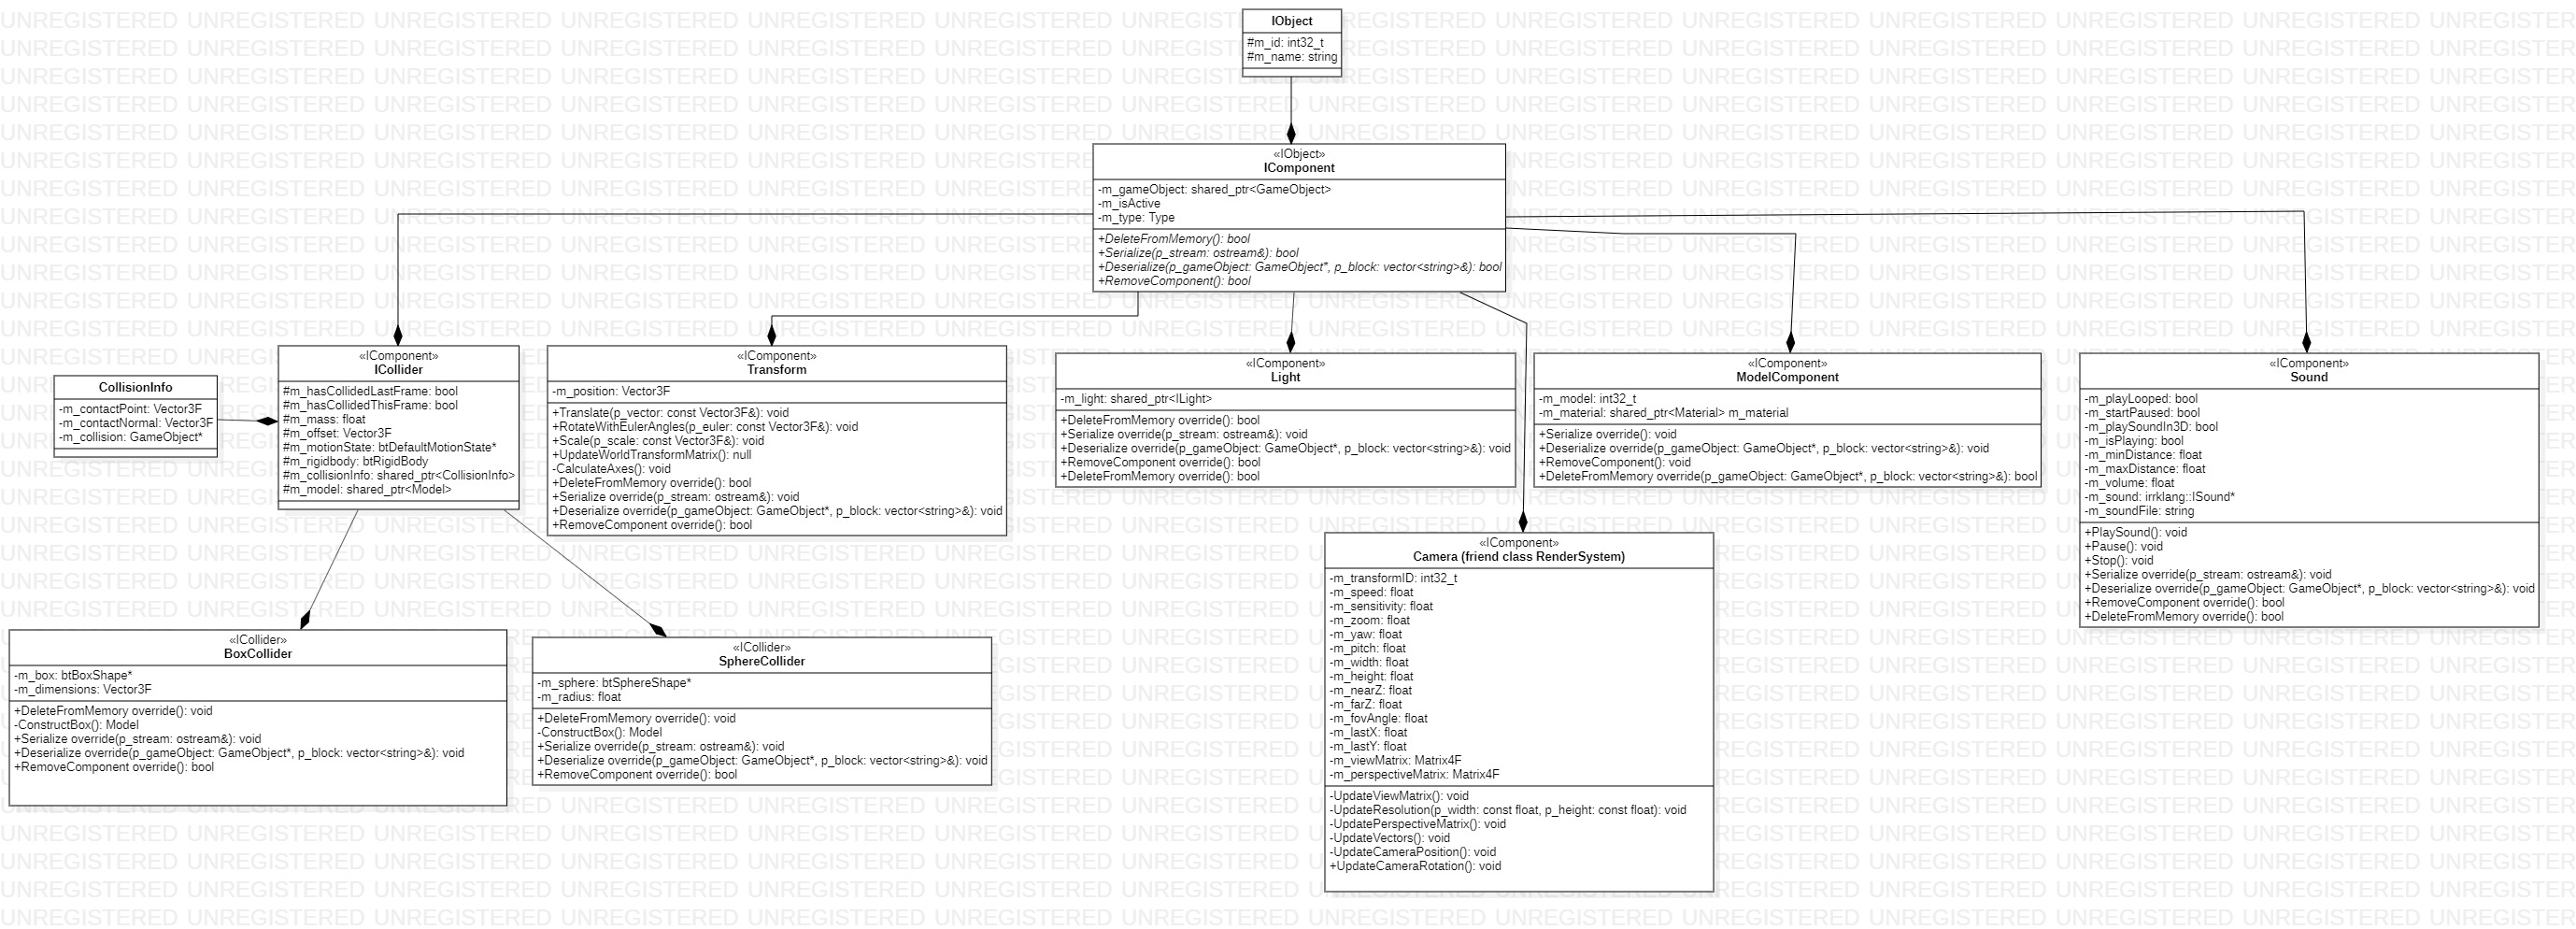 IObject
#m_id: int32_t
#m_name: string
«IObject»
IComponent
-m_gameObject: shared_ptr<GameObject>
-m_isActive
-m_type: Type
+DeleteFromMemory(): bool
+Serialize(p_stream: ostream&): bool
+Deserialize(p_gameObject: GameObject*, p_block: vector<string>&): bool
+RemoveComponent(): bool
CollisionInfo
-m_contactPoint: Vector3F
-m_contactNormal: Vector3F
-m_collision: GameObject*
«IComponent»
ICollider
#m_hasCollidedLastFrame: bool
#m_hasCollidedThisFrame: bool
#m_mass: float
#m_offset: Vector3F
#m_motionState: btDefaultMotionState*
#m_rigidbody: btRigidBody
#m_collisionInfo: shared_ptr<CollisionInfo>
#m_model: shared_ptr<Model>
«IComponent»
Transform
-m_position: Vector3F
+Translate(p_vector: const Vector3F&): void
+RotateWithEulerAngles(p_euler: const Vector3F&): void
+Scale(p_scale: const Vector3F&): void
+UpdateWorldTransformMatrix(): null
-CalculateAxes(): void
+DeleteFromMemory override(): bool
+Serialize override(p_stream: ostream&): void
+Deserialize override(p_gameObject: GameObject*, p_block: vector<string>&): void
+RemoveComponent override(): bool
«IComponent»
Light
-m_light: shared_ptr<ILight>
+DeleteFromMemory override(): bool
+Serialize override(p_stream: ostream&): void
+Deserialize override(p_gameObject: GameObject*, p_block: vector<string>&): void
+RemoveComponent override(): bool
+DeleteFromMemory override(): bool
«IComponent»
ModelComponent
-m_model: int32_t
-m_material: shared_ptr<Material> m_material
+Serialize override(): void
+Deserialize override(p_gameObject: GameObject*, p_block: vector<string>&): void
+RemoveComponent(): void
+DeleteFromMemory override(p_gameObject: GameObject*, p_block: vector<string>&): bool
«IComponent»
Sound
-m_playLooped: bool
-m_startPaused: bool
-m_playSoundIn3D: bool
-m_isPlaying: bool
-m_minDistance: float
-m_maxDistance: float
-m_volume: float
-m_sound: irrklang::ISound*
-m_soundFile: string
+PlaySound(): void
+Pause(): void
+Stop(): void
+Serialize override(p_stream: ostream&): void
+Deserialize override(p_gameObject: GameObject*, p_block: vector<string>&): void
+RemoveComponent override(): bool
+DeleteFromMemory override(): bool
«IComponent»
Camera (friend class RenderSystem)
-m_transformID: int32_t
-m_speed: float
-m_sensitivity: float
-m_zoom: float
-m_yaw: float
-m_pitch: float
-m_width: float
-m_height: float
-m_nearZ: float
-m_farZ: float
-m_fovAngle: float
-m_lastX: float
-m_lastY: float
-m_viewMatrix: Matrix4F
-m_perspectiveMatrix: Matrix4F
-UpdateViewMatrix(): void
-UpdateResolution(p_width: const float, p_height: const float): void
-UpdatePerspectiveMatrix(): void
-UpdateVectors(): void
-UpdateCameraPosition(): void
+UpdateCameraRotation(): void
«ICollider»
BoxCollider
-m_box: btBoxShape*
-m_dimensions: Vector3F
+DeleteFromMemory override(): void
-ConstructBox(): Model
+Serialize override(p_stream: ostream&): void
+Deserialize override(p_gameObject: GameObject*, p_block: vector<string>&): void
+RemoveComponent override(): bool
«ICollider»
SphereCollider
-m_sphere: btSphereShape*
-m_radius: float
+DeleteFromMemory override(): void
-ConstructBox(): Model
+Serialize override(p_stream: ostream&): void
+Deserialize override(p_gameObject: GameObject*, p_block: vector<string>&): void
+RemoveComponent override(): bool
UNREGISTERED